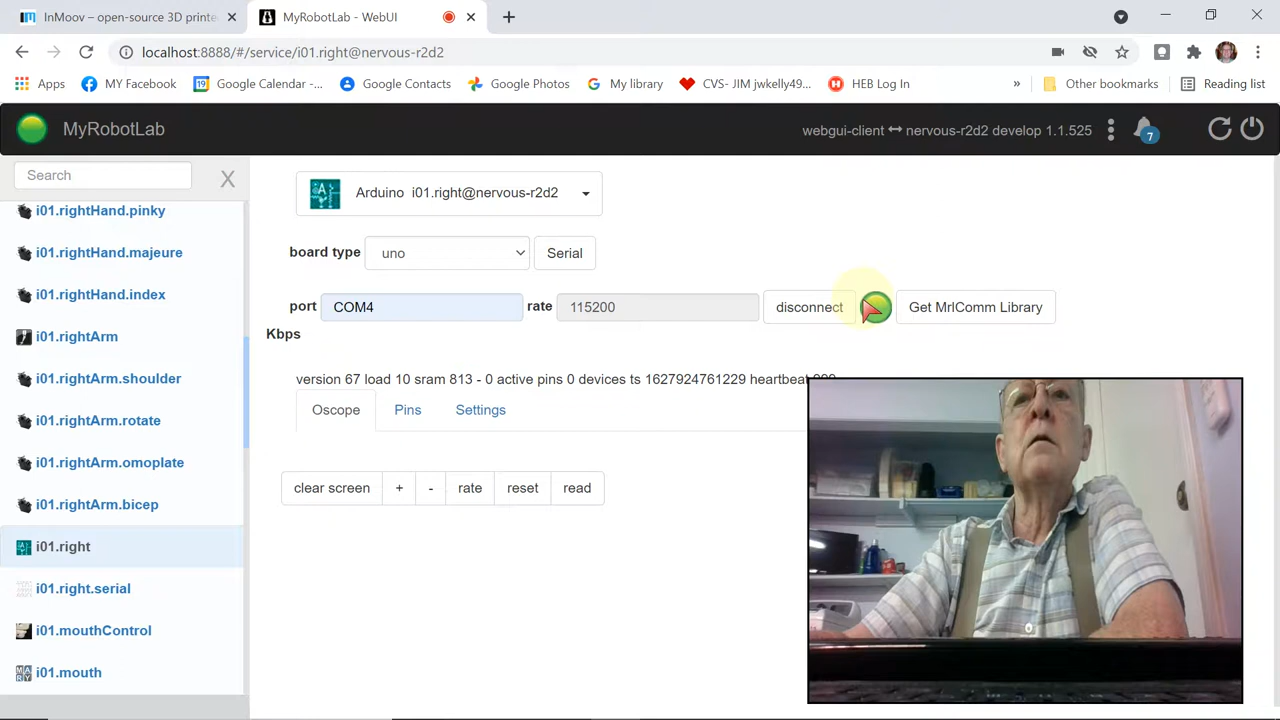 InMoov – open-source 3D printe
MyRobotLab - WebUI
localhost:8888/#/service/i01.right@nervous-r2d2
Apps
MY Facebook
19
Google Calendar -...
Google Contacts
Google Photos
My library
CVS- JIM jwkelly49...
HEB Log In
»
Other bookmarks
Reading list
MyRobotLab
webgui-client nervous-r2d2 develop 1.1.525
7
Search
X
i01.rightHand.pinky
i01.rightHand.majeure
i01.rightHand.index
i01.rightArm
i01.rightArm.shoulder
i01.rightArm.rotate
i01.rightArm.omoplate
i01.rightArm.bicep
i01.right
i01.right.serial
i01.mouthControl
i01.mouth
Arduino i01.right@nervous-r2d2
board type uno Serial
port COM4 rate 115200 disconnect Get MrlComm Library
Kbps
version 67 load 10 sram 813 - 0 active pins 0 devices ts 1627924761229 heartbeat
Oscope Pins Settings
clear screen + - rate reset read